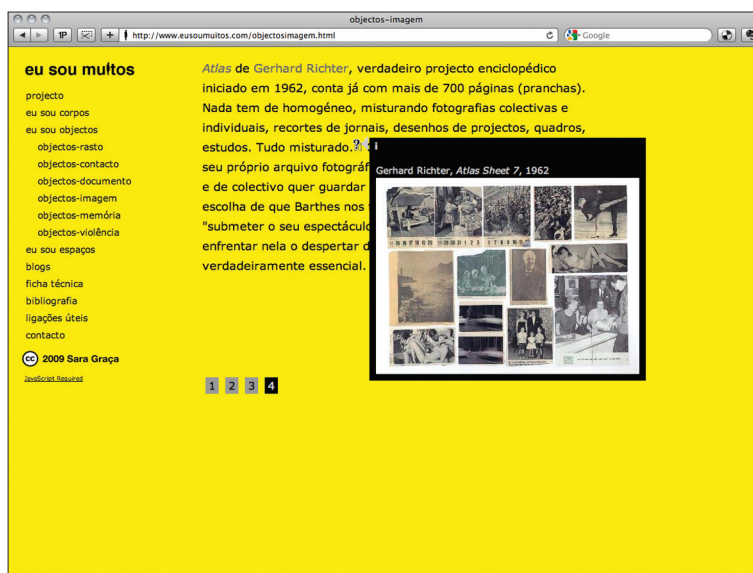 objectos-imagem
1P
http://www.eusoumuitos.com/objectosimagem.html
Google
eu sou muitos
projecto
eu sou corpos
eu sou objectos
objectos-rasto
objectos-contacto
objectos-documento
objectos-imagem
objectos-memória
objectos-violência
eu sou espaços
blogs
ficha técnica
bibliografia
ligações úteis
contacto
cc 2009 Sara Graça
JavaScript Required
Atlas de Gerhard Richter, verdadeiro projecto enciclopédico
iniciado em 1962, conta já com mais de 700 páginas (pranchas).
Nada tem de homogéneo, misturando fotografias colectivas e
individuais, recortes de jornais, desenhos de projectos, quadros,
estudos. Tudo misturado.
seu próprio arquivo fotográf
e de colectivo quer guardar
escolha de que Barthes nos
"submeter o seu espectáculo
enfrentar nela o despertar d
verdadeiramente essencial.
? i
Gerhard Richter, Atlas Sheet 7, 1962
1 2 3 4